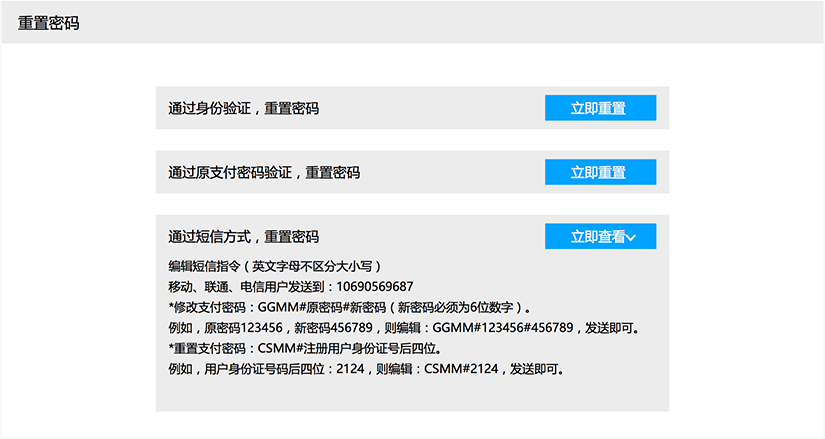 重置密码
通过身份验证，重置密码
立即重置
通过原支付密码验证，重置密码
立即重置
通过短信方式，重置密码
立即查看
编辑短信指令（英文字母不区分大小写）
移动、联通、电信用户发送到：10690569687
*修改支付密码：GGMM#原密码#新密码（新密码必须为6位数字）。
例如，原密码123456，新密码456789，则编辑：GGMM#123456#456789，发送即可。
*重置支付密码：CSMM#注册用户身份证号后四位。
例如，用户身份证号码后四位：2124，则编辑：CSMM#2124，发送即可。